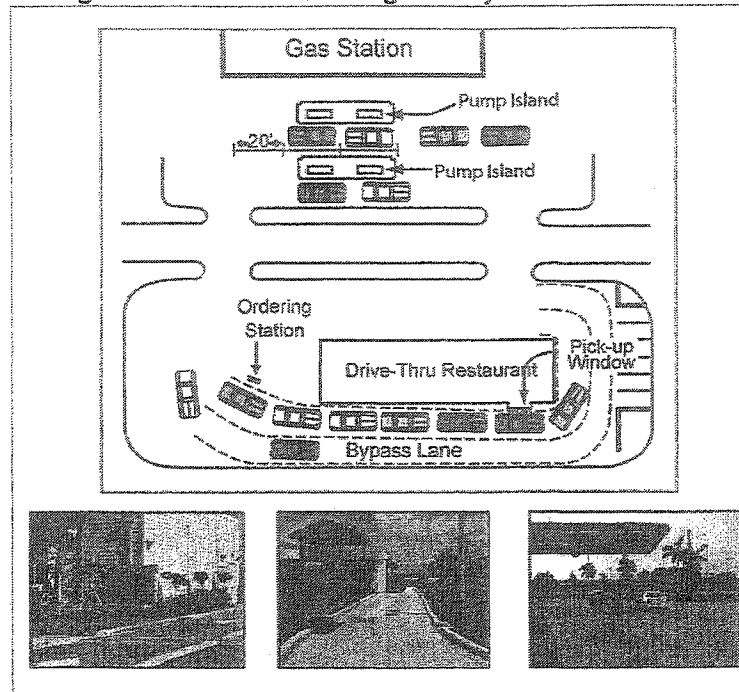 Gas Station
Pump Island
20'
Pump Island
Ordering
Station
Drive-Thru Restaurant
Pick-up
Window
Bypass Lane